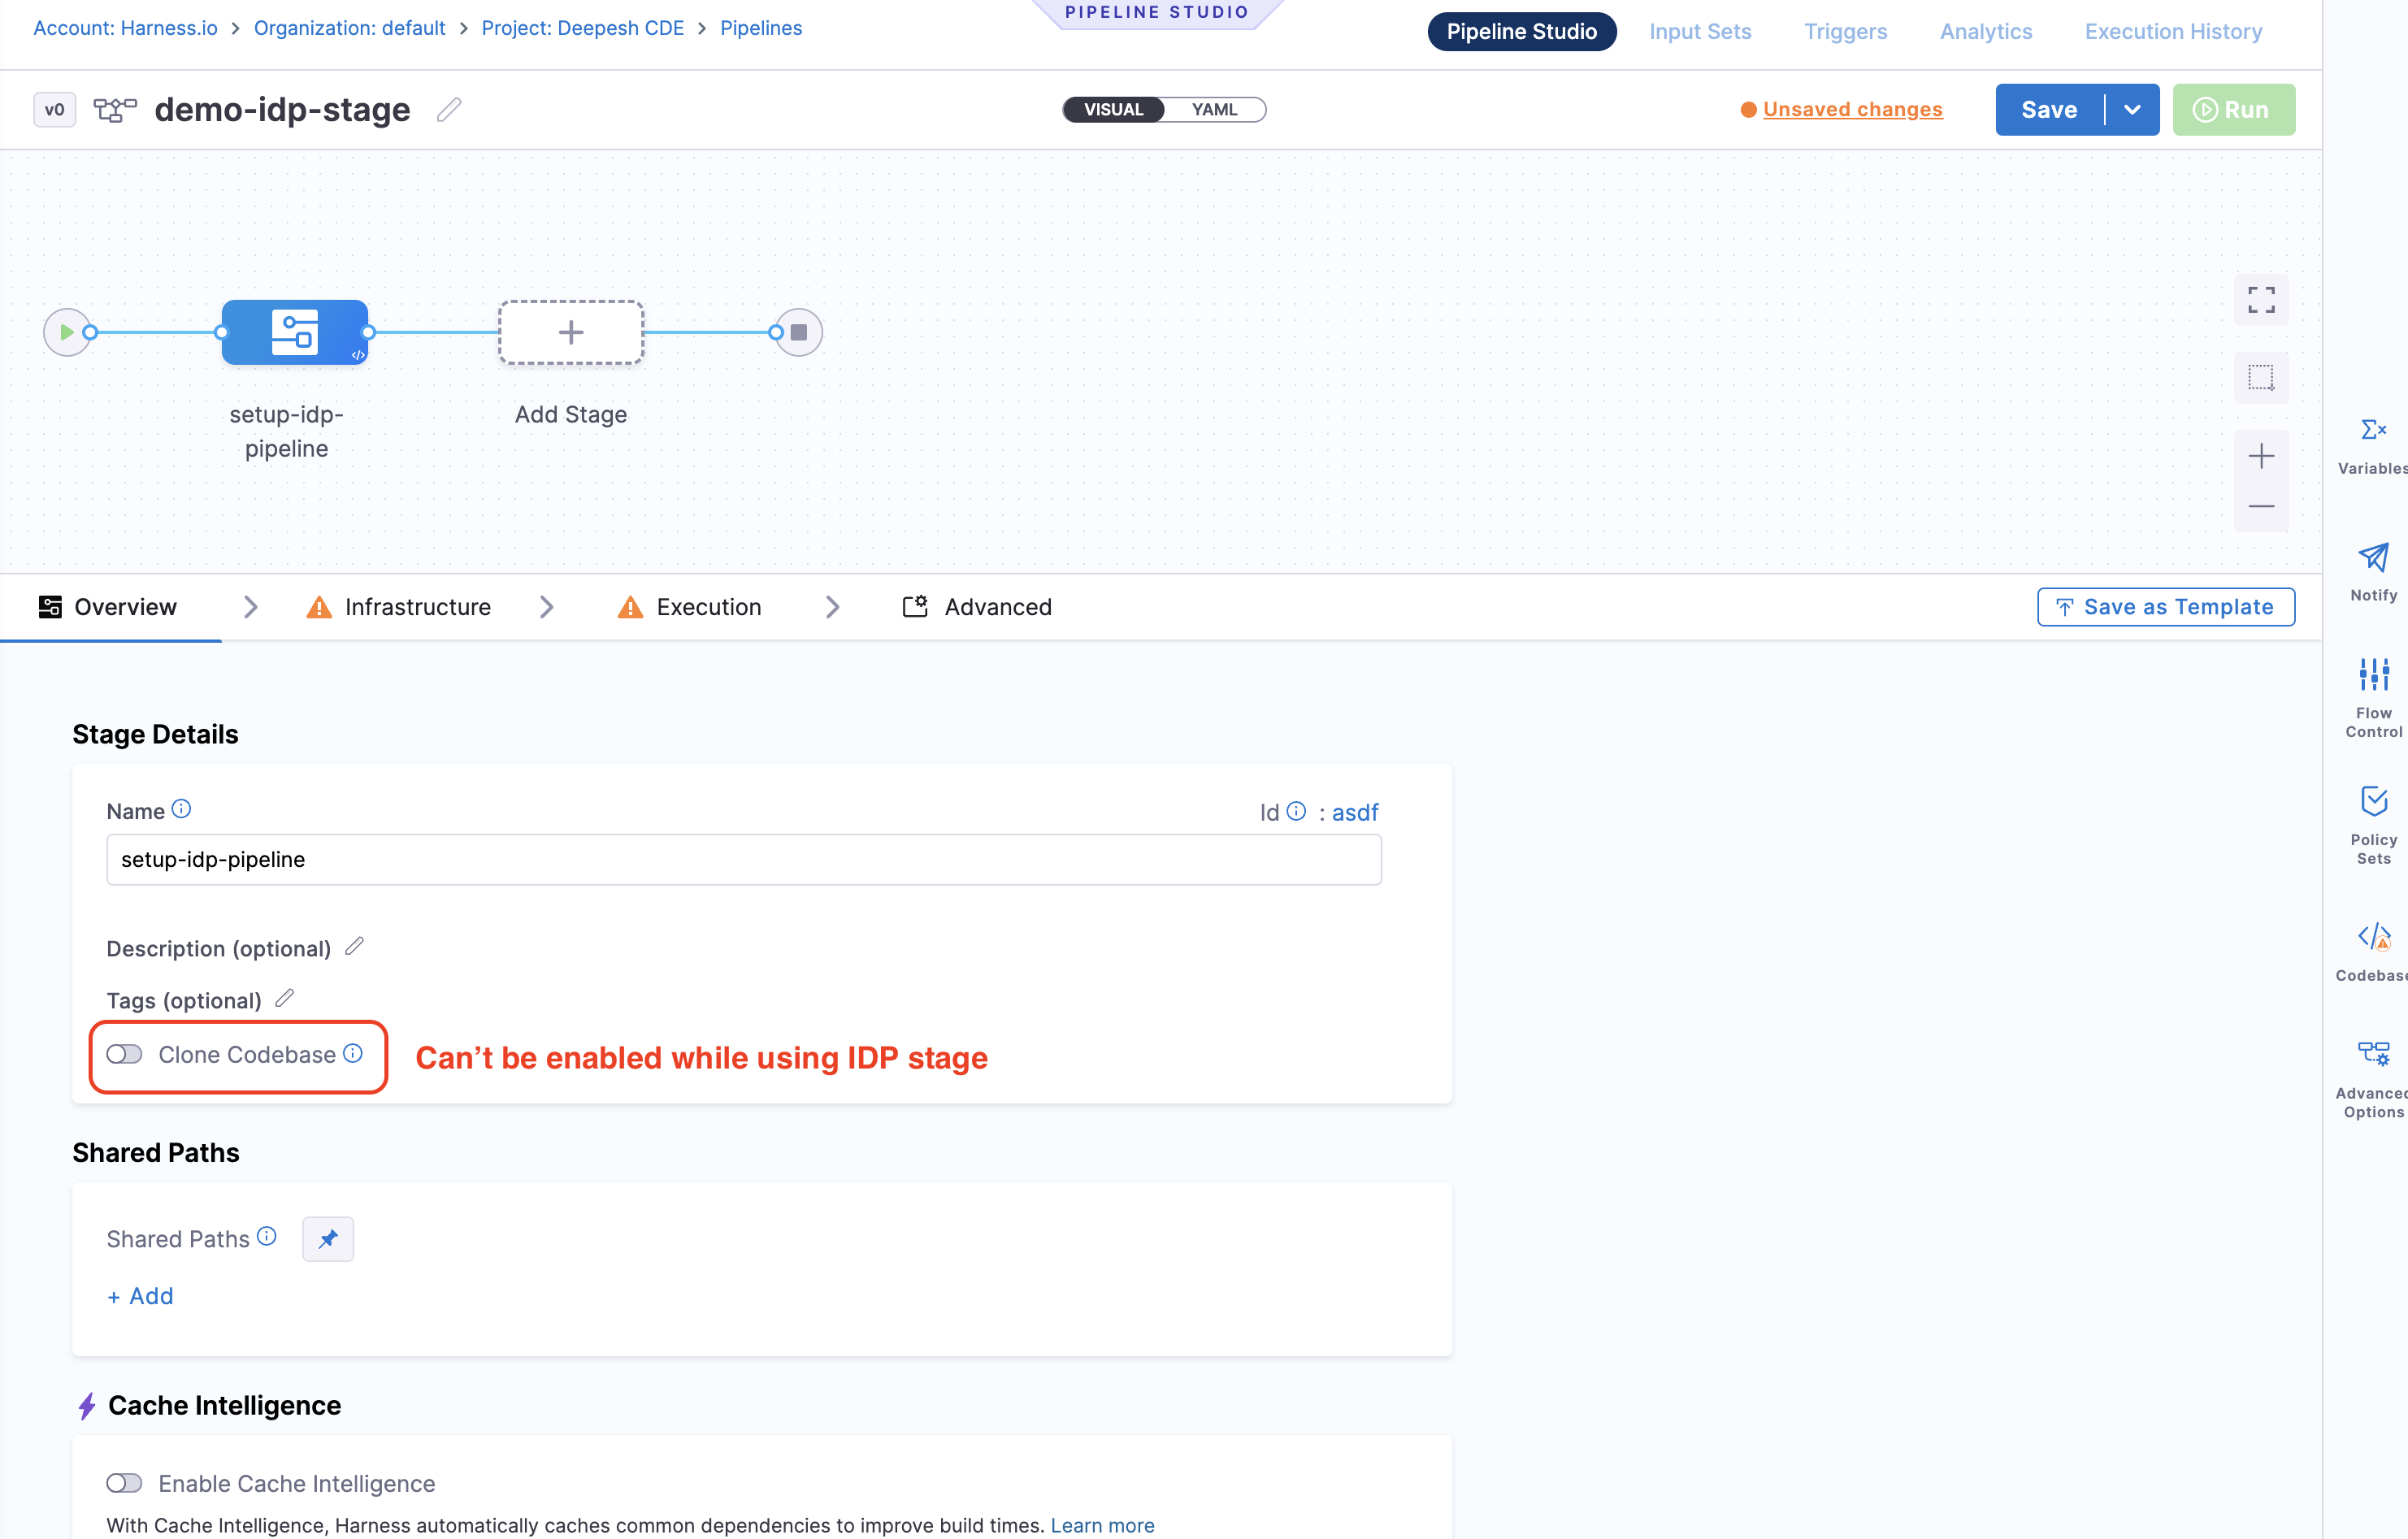 Account: Harness.io > Organization: default > Project: Deepesh CDE > Pipelines
PIPELINE STUDIO
Pipeline Studio Input Sets Triggers Analytics Execution History
v0 demo-idp-stage
VISUAL YAML
Unsaved changes
Save
Run
setup-idp-
pipeline
Add Stage
Variables
Notify
Flow
Control
Policy
Sets
Codebase
Advanced
Options
Overview > Infrastructure > Execution > Advanced
Save as Template
Stage Details
Name
Id : asdf
setup-idp-pipeline
Description (optional)
Tags (optional)
Clone Codebase
Can’t be enabled while using IDP stage
Shared Paths
Shared Paths
+ Add
Cache Intelligence
Enable Cache Intelligence
With Cache Intelligence, Harness automatically caches common dependencies to improve build times. Learn more